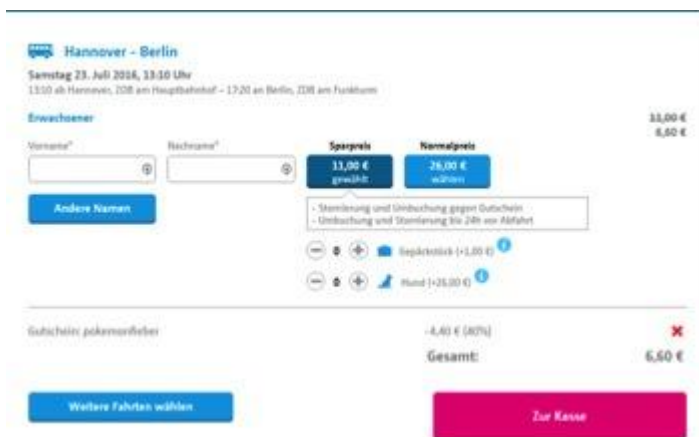 Hannover - Berlin
Samstag 23. Juli 2016, 13:10 Uhr
13:10 ab Hannover, ZOB am Hauptbahnhof – 17:20 an Berlin, ZOB am Funkturm
Erwachsener
11,00 €
6,60 €
Vorname*
Nachname*
Sparpreis
Normalpreis
11,00 €
gewählt
26,00 €
wählen
Andere Namen
- Stornierung und Umbuchung gegen Gutschein
- Umbuchung und Stornierung bis 24h vor Abfahrt
0 Gepäckstück (+1,00 €)
0 Hund (+26,00 €)
Gutschein: pokemonfieber
-4,40 € (40%)
Gesamt:
6,60 €
Weitere Fahrten wählen
Zur Kasse